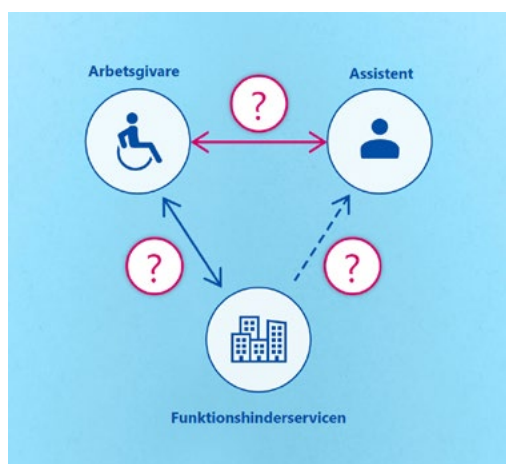 Arbetsgivare
Assistent
?
?
?
Funktionshinderservicen